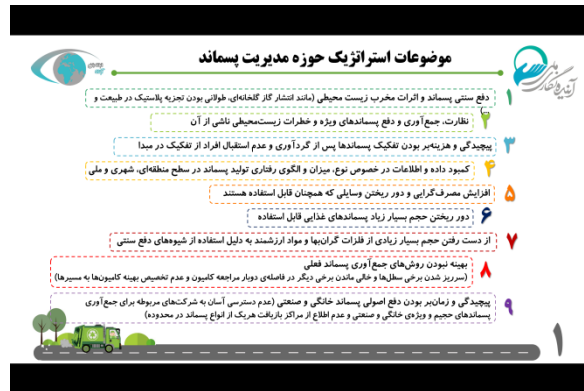 موضوعات استراتژیک حوزه مدیریت پسماند
آینده‌نگاری ملی
۱ دفع سنتی پسماند و اثرات مخرب زیست محیطی (مانند انتشار گاز گلخانه‌ای، طولانی بودن تجزیه پلاستیک در طبیعت و
۲ نظارت، جمع‌آوری و دفع پسماندهای ویژه و خطرات زیست‌محیطی ناشی از آن
۳ پیچیدگی و هزینه‌بر بودن تفکیک پسماندها پس از گردآوری و عدم استقبال افراد از تفکیک در مبدا
۴ کمبود داده و اطلاعات در خصوص نوع، میزان و الگوی رفتاری تولید پسماند در سطح منطقه‌ای، شهری و ملی
۵ افزایش مصرف‌گرایی و دور ریختن وسایلی که همچنان قابل استفاده هستند
۶ دور ریختن حجم بسیار زیاد پسماندهای غذایی قابل استفاده
۷ از دست رفتن حجم بسیار زیادی از فلزات گران‌بها و مواد ارزشمند به دلیل استفاده از شیوه‌های دفع سنتی
۸ بهینه نبودن روش‌های جمع‌آوری پسماند فعلی
(سرریز شدن برخی سطل‌ها و خالی ماندن برخی دیگر در فاصله‌ی دوبار مراجعه کامیون و عدم تخصیص بهینه کامیون‌ها به مسیرها)
۹ پیچیدگی و زمان‌بر بودن دفع اصولی پسماند خانگی و صنعتی (عدم دسترسی آسان به شرکت‌های مربوطه برای جمع‌آوری
پسماندهای حجیم و ویژه‌ی خانگی و صنعتی و عدم اطلاع از مراکز بازیافت هریک از انواع پسماند در محدوده)
۱